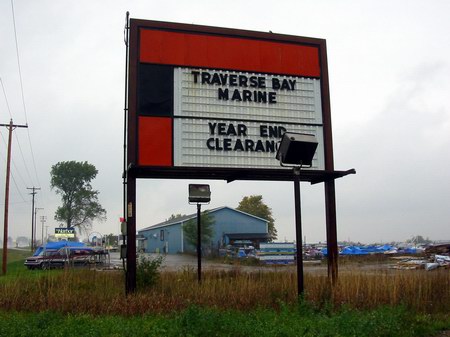 TRAVERSE BAY
MARINE
YEAR END
CLEARANC